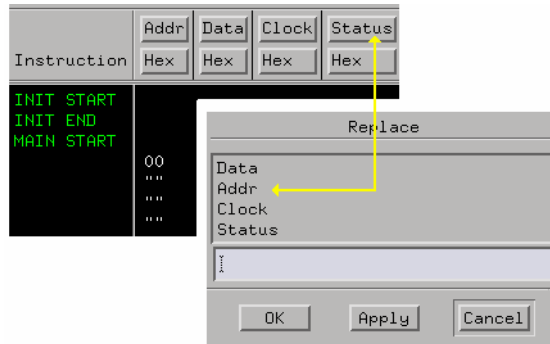 Addr Data Clock Status
Instruction Hex Hex Hex Hex
INIT START
INIT END
MAIN START
00
""
""
""
Replace
Data
Addr
Clock
Status
OK Apply Cancel